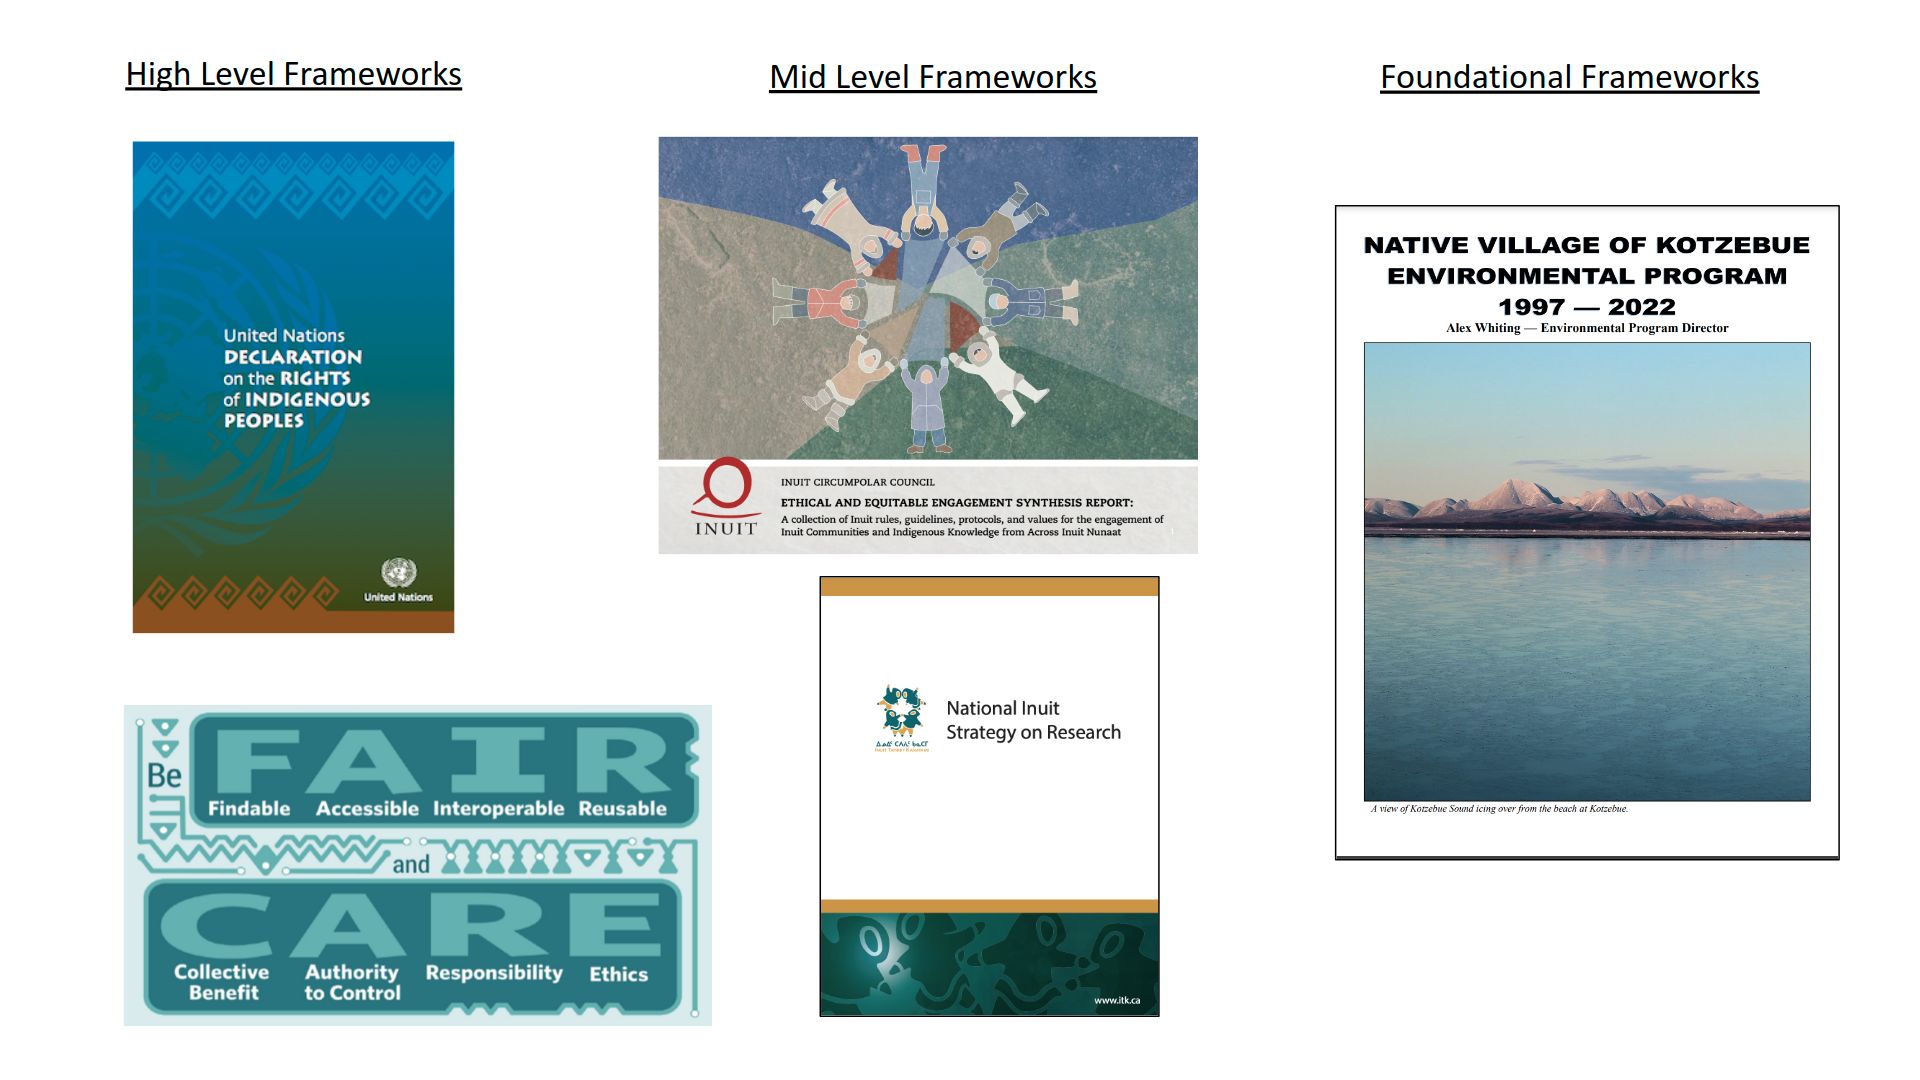 High Level Frameworks
United Nations
DECLARATION
on the RIGHTS
of INDIGENOUS
PEOPLES
United Nations
Be
FAIR
Findable Accessible Interoperable Reusable
and
CARE
Collective Benefit
Authority to Control
Responsibility
Ethics
Mid Level Frameworks
INUIT
INUIT CIRCUMPOLAR COUNCIL
ETHICAL AND EQUITABLE ENGAGEMENT SYNTHESIS REPORT:
A collection of Inuit rules, guidelines, protocols, and values for the engagement of
Inuit Communities and Indigenous Knowledge from Across Inuit Nunaat
National Inuit
Strategy on Research
www.itk.ca
Foundational Frameworks
NATIVE VILLAGE OF KOTZEBUE
ENVIRONMENTAL PROGRAM
1997 — 2022
Alex Whiting — Environmental Program Director
A view of Kotzebue Sound icing over from the beach at Kotzebue.